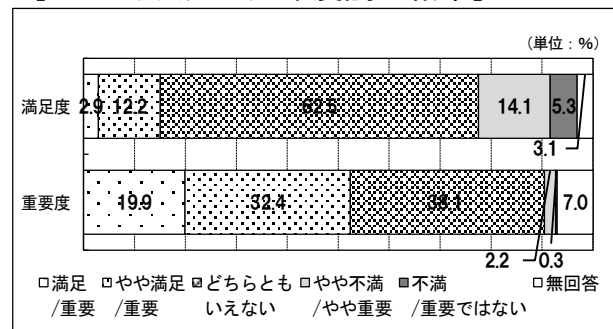 （単位：％）
満足度 2.9 12.2 62.5 14.1 5.3
3.1
重要度 19.9 32.4 38.1 7.0
2.2 0.3
□満足 やや満足 どちらとも やや不満 不満 □無回答
/重要 /重要 いえない /やや重要 /重要ではない